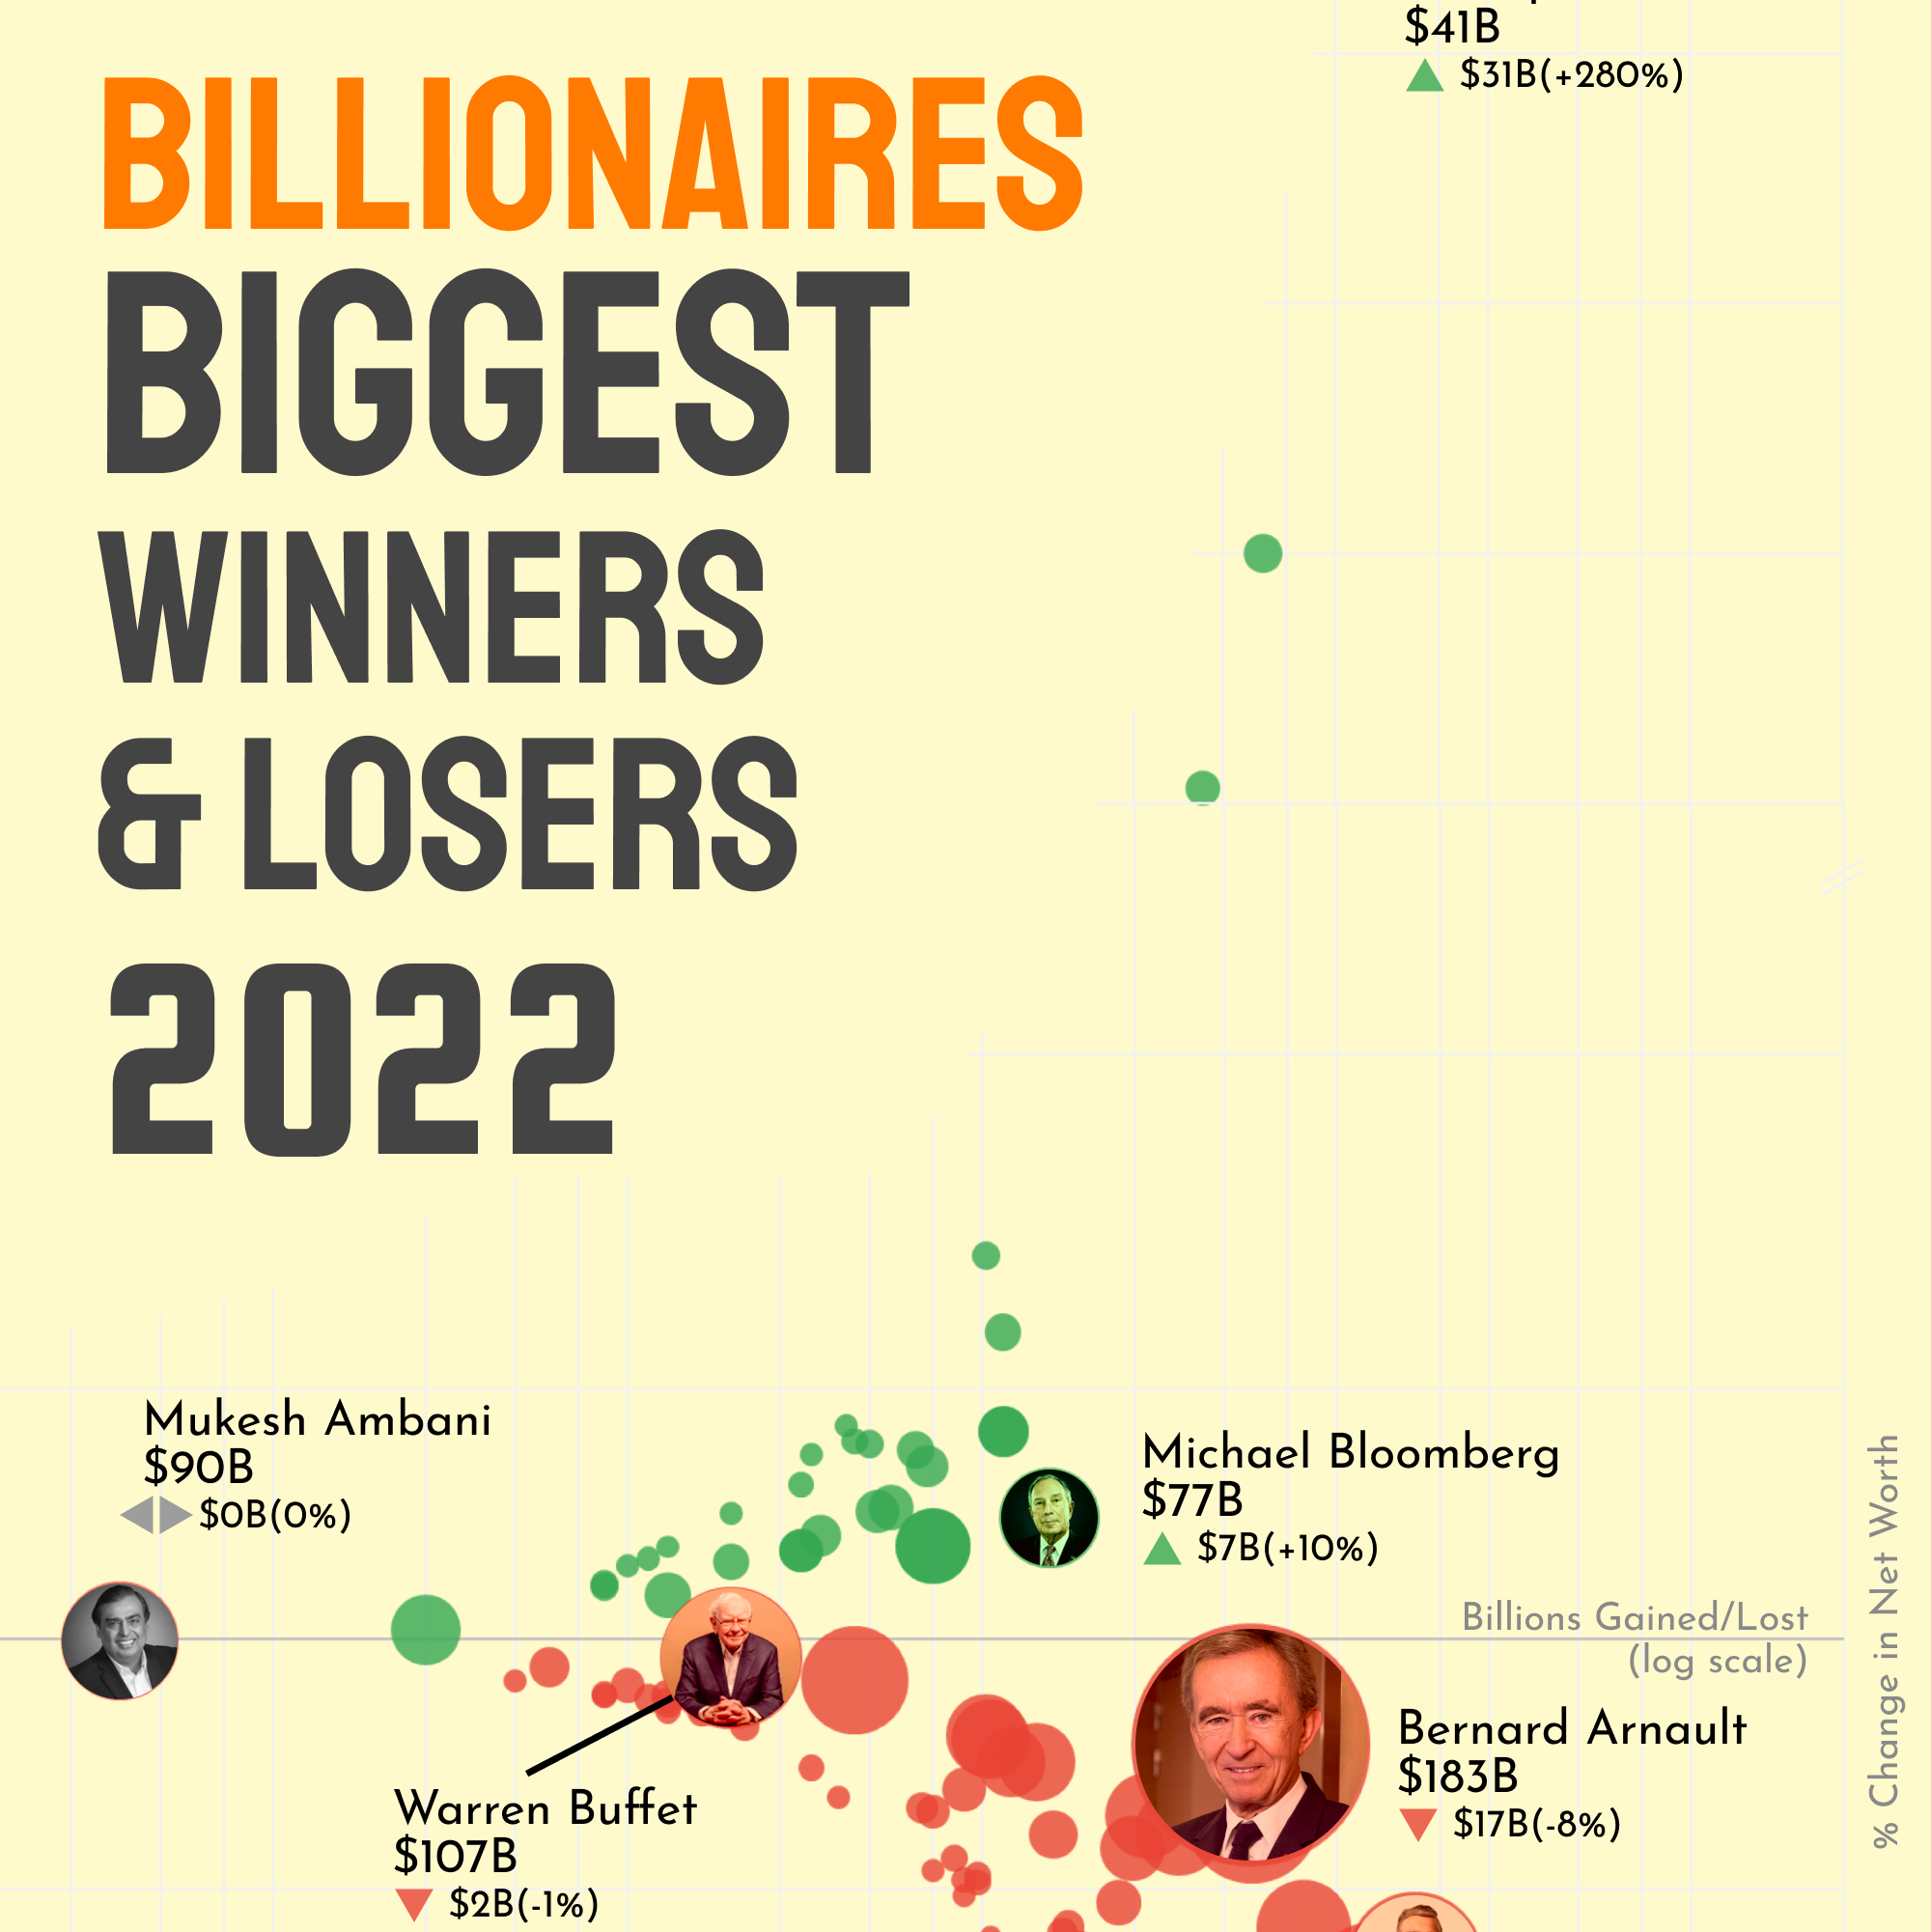 $41B
$31B(+280%)
BILLIONAIRES
BIGGEST
WINNERS
& LOSERS
2022
Mukesh Ambani
$90B
$0B(0%)
Michael Bloomberg
$77B
$7B(+10%)
Billions Gained/Lost
(log scale)
% Change in Net Worth
Bernard Arnault
$183B
$17B(-8%)
Warren Buffet
$107B
$2B(-1%)